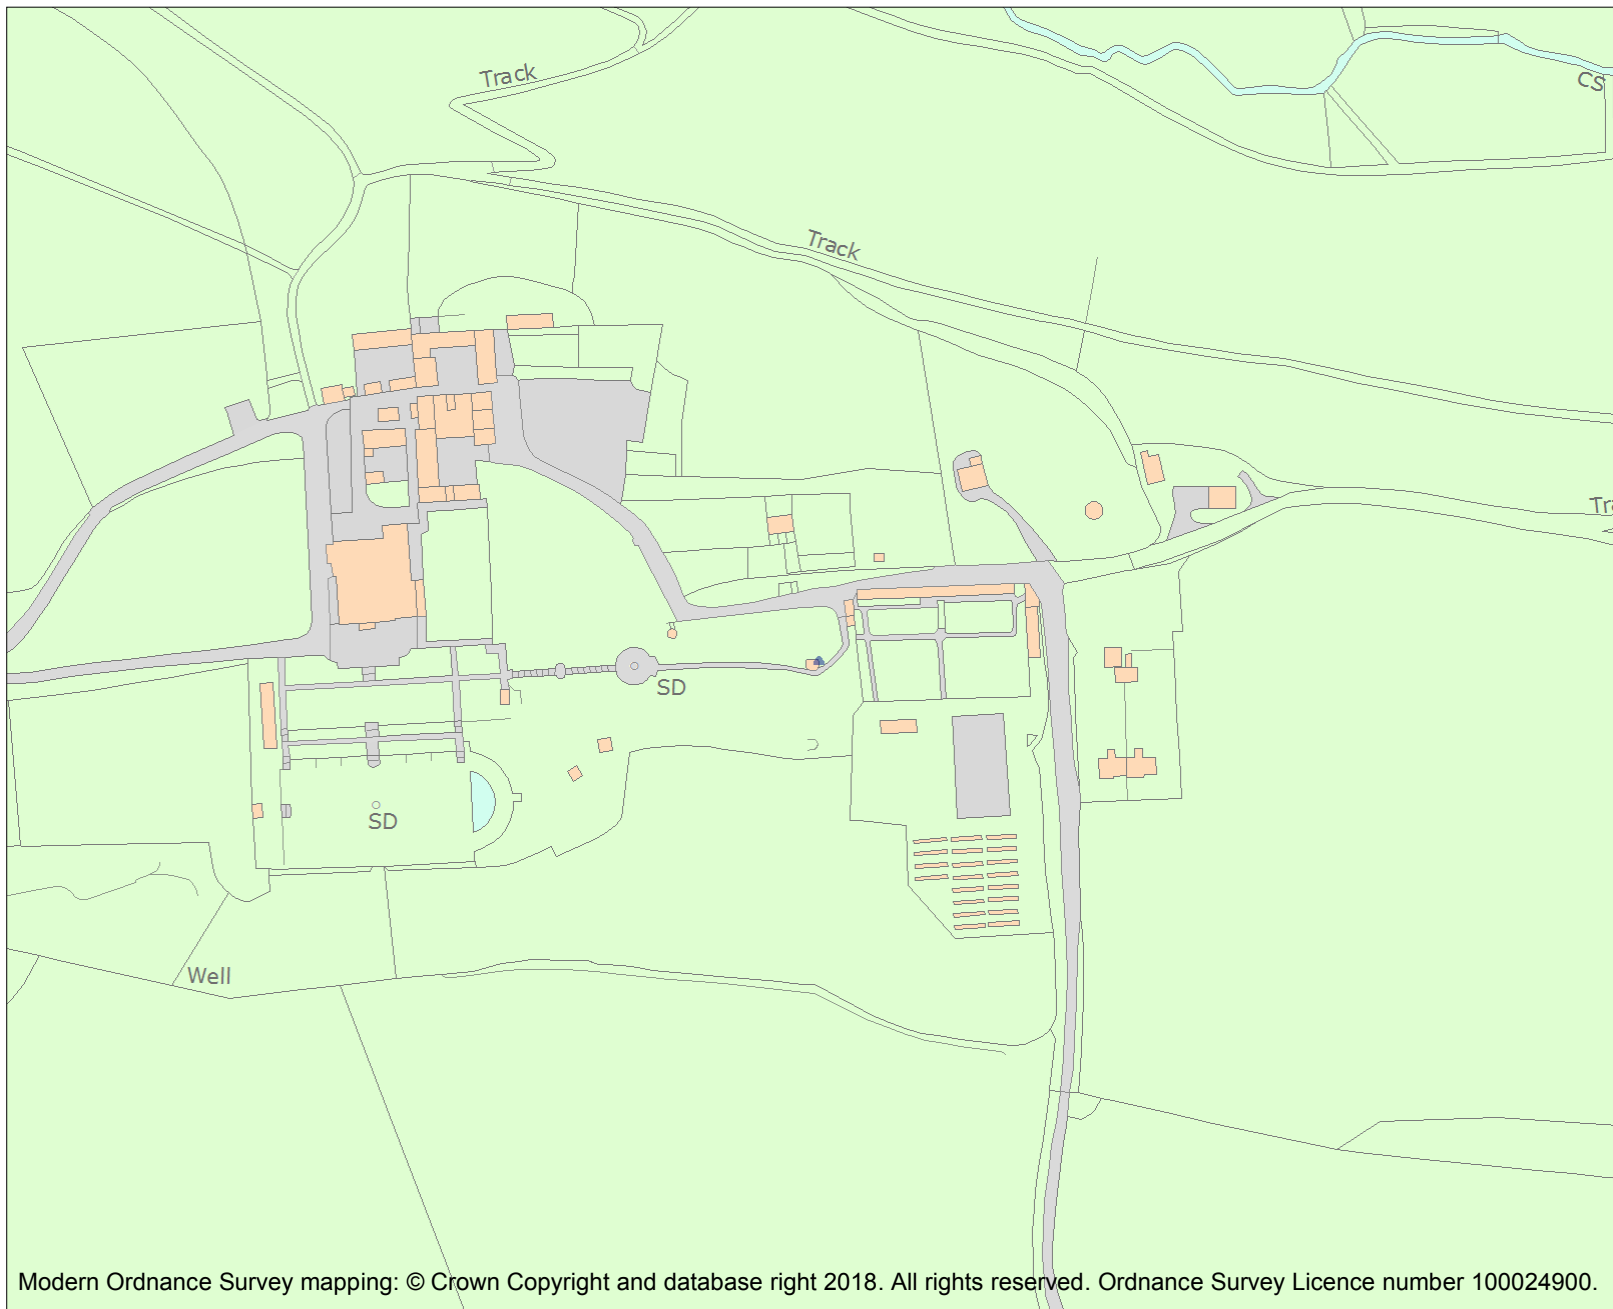 Track
CS
Track
Tra
SD
SD
Well
Modern Ordnance Survey mapping: © Crown Copyright and database right 2018. All rights reserved. Ordnance Survey Licence number 100024900.